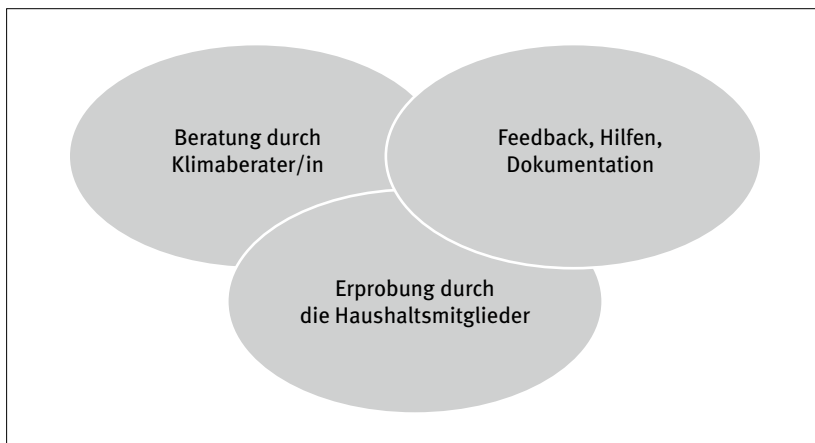 Beratung durch
Klimaberater/in
Feedback, Hilfen,
Dokumentation
Erprobung durch
die Haushaltsmitglieder